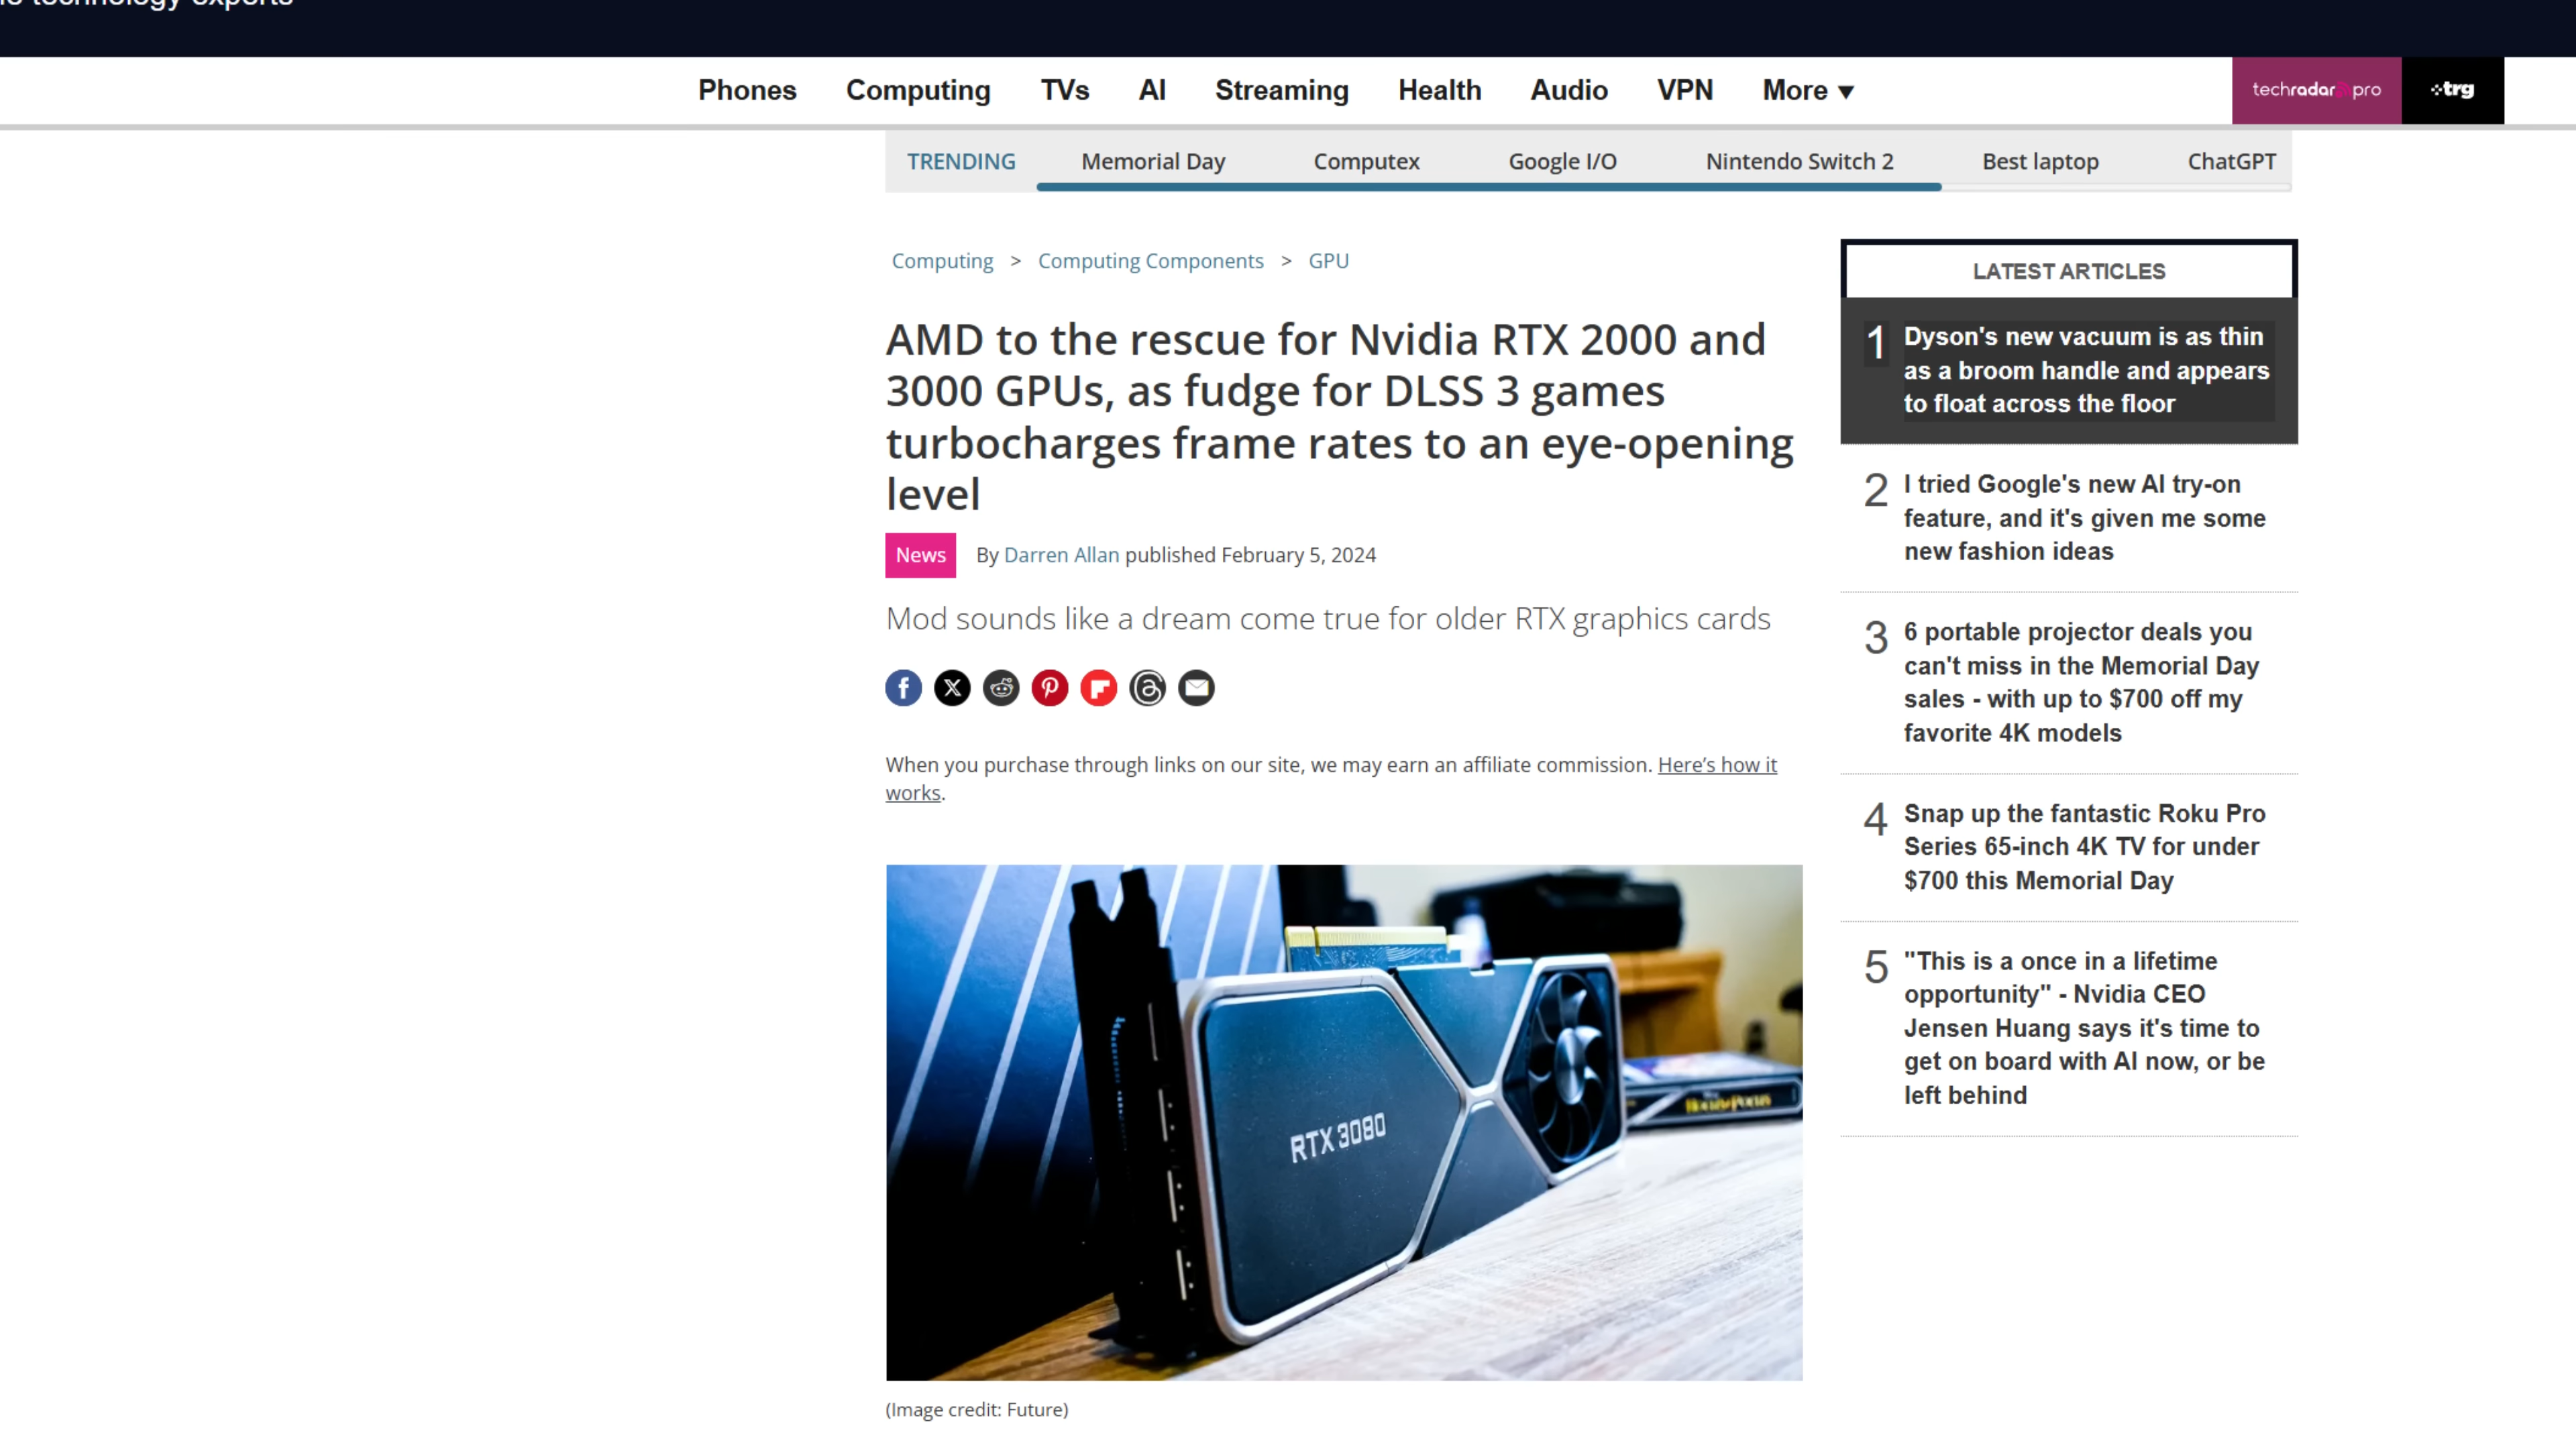 Phones Computing TVs AI Streaming Health Audio VPN More ▼
techradar pro
trg
TRENDING Memorial Day Computex Google I/O Nintendo Switch 2 Best laptop ChatGPT
Computing > Computing Components > GPU
AMD to the rescue for Nvidia RTX 2000 and
3000 GPUs, as fudge for DLSS 3 games
turbocharges frame rates to an eye-opening
level
News By Darren Allan published February 5, 2024
Mod sounds like a dream come true for older RTX graphics cards
When you purchase through links on our site, we may earn an affiliate commission. Here’s how it
works.
RTX 3080
(Image credit: Future)
LATEST ARTICLES
1 Dyson's new vacuum is as thin
as a broom handle and appears
to float across the floor
2 I tried Google's new AI try-on
feature, and it's given me some
new fashion ideas
3 6 portable projector deals you
can't miss in the Memorial Day
sales - with up to $700 off my
favorite 4K models
4 Snap up the fantastic Roku Pro
Series 65-inch 4K TV for under
$700 this Memorial Day
5 "This is a once in a lifetime
opportunity" - Nvidia CEO
Jensen Huang says it's time to
get on board with AI now, or be
left behind